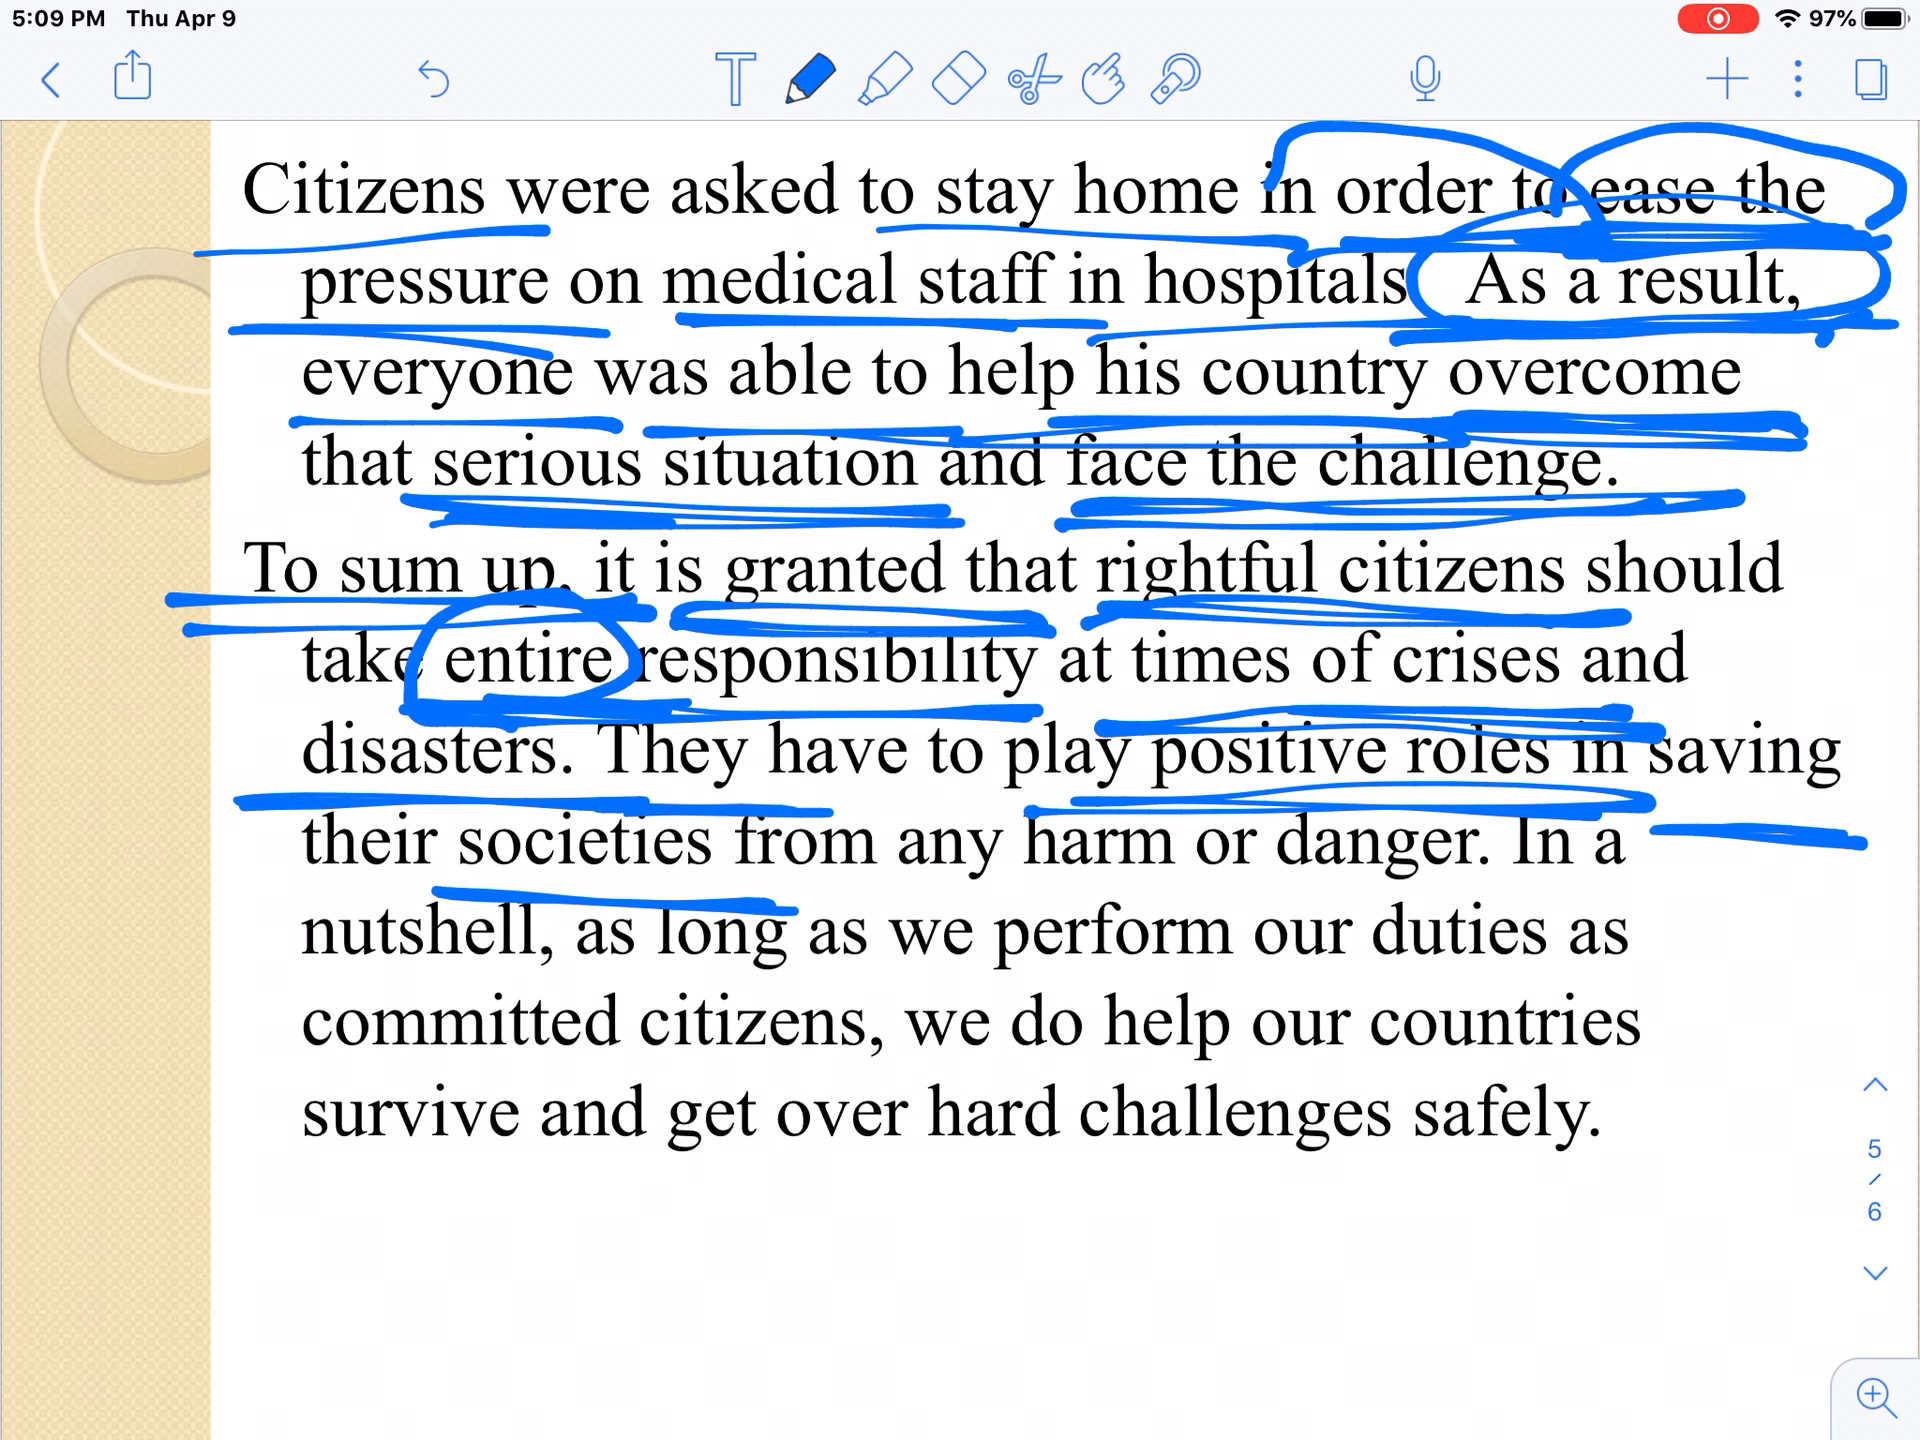 5:09 PM Thu Apr 9 97%
T
Citizens were asked to stay home in order to ease the
pressure on medical staff in hospitals As a result,
everyone was able to help his country overcome
that serious situation and face the challenge.
To sum up, it is granted that rightful citizens should
take entire responsibility at times of crises and
disasters. They have to play positive roles in saving
their societies from any harm or danger. In a
nutshell, as long as we perform our duties as
committed citizens, we do help our countries
survive and get over hard challenges safely.
5
/
6